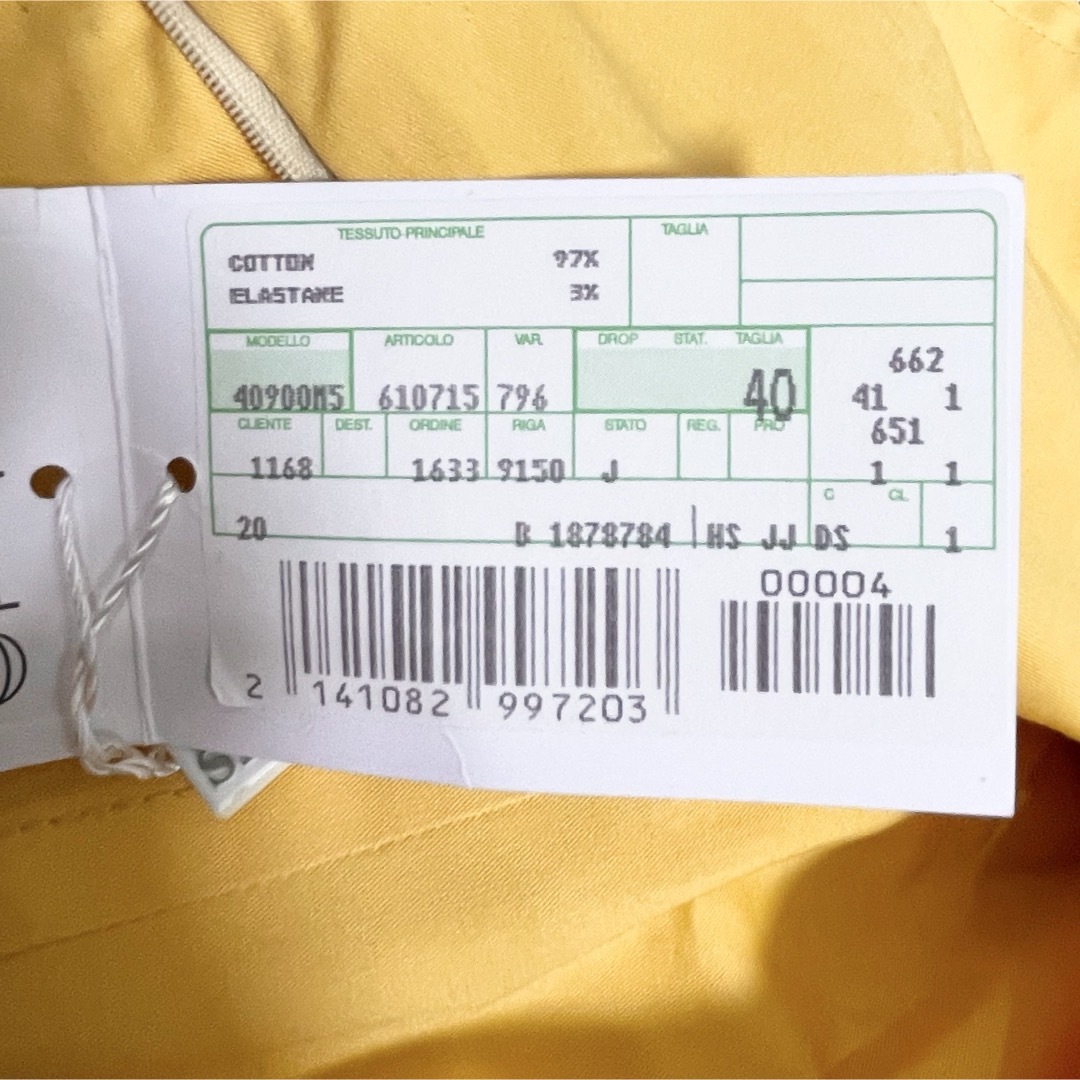 TESSUTO PRINCIPALE TAGLIA
COTTON 97%
ELASTANE 3%
MODELLO ARTICOLO VAR. DROP STAT. TAGLIA
662
40900M5 610715 796 40 41 1
CLIENTE DEST. ORDINE RIGA STATO REG. PRO 651
1168 1633 9150 J 1 1
C CL
20 B 1878784 HS JJ DS 1
00004
2 141082 997203